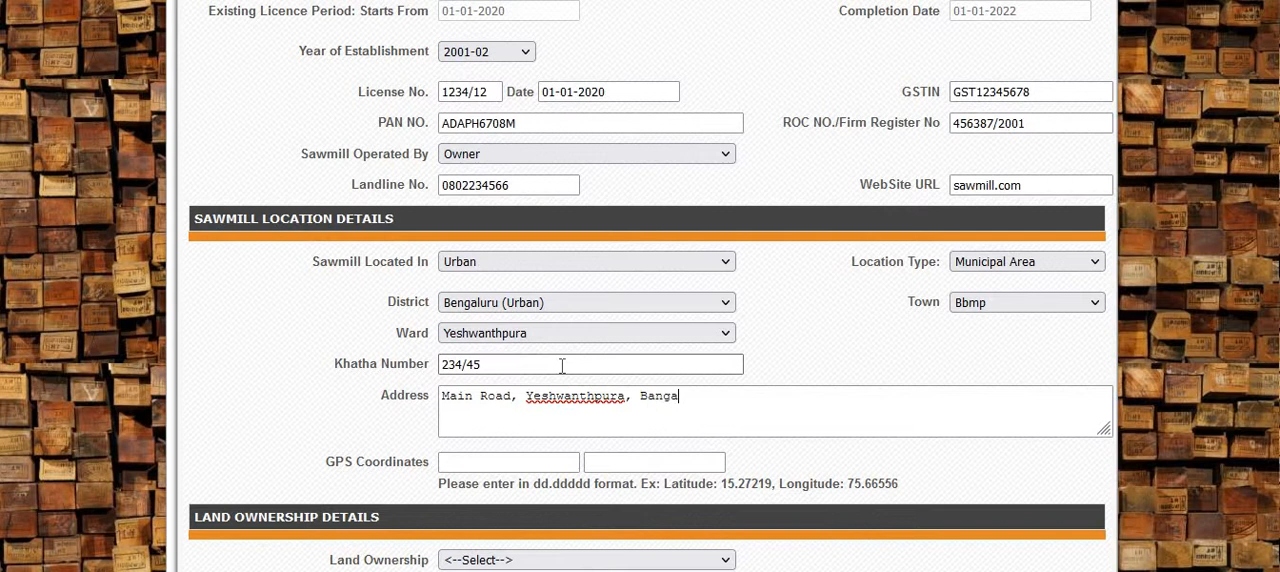 Existing Licence Period: Starts From 01-01-2020 Completion Date 01-01-2022
Year of Establishment 2001-02
License No. 1234/12 Date 01-01-2020 GSTIN GST12345678
PAN NO. ADAPH6708M ROC NO./Firm Register No 456387/2001
Sawmill Operated By Owner
Landline No. 0802234566 WebSite URL sawmill.com
SAWMILL LOCATION DETAILS
Sawmill Located In Urban Location Type: Municipal Area
District Bengaluru (Urban) Town Bbmp
Ward Yeshwanthpura
Khatha Number 234/45
Address Main Road, Yeshwanthpura, Banga
GPS Coordinates
Please enter in dd.ddddd format. Ex: Latitude: 15.27219, Longitude: 75.66556
LAND OWNERSHIP DETAILS
Land Ownership <--Select-->